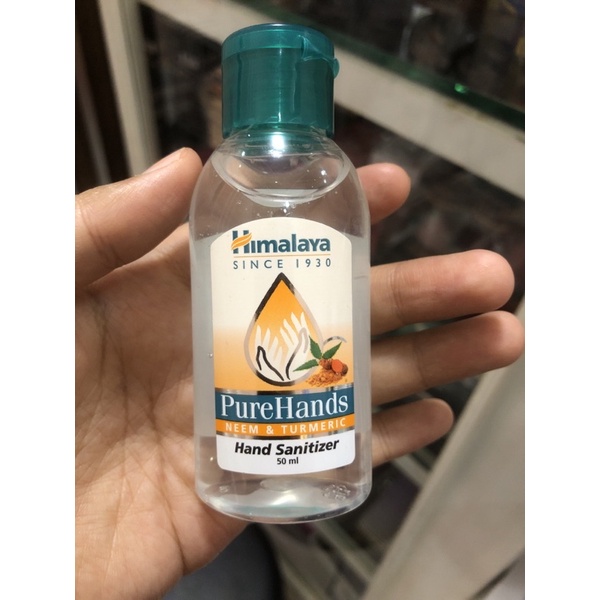 Himalaya
SINCE 1930
PureHands
NEEM & TURMERIC
Hand Sanitizer
50 ml